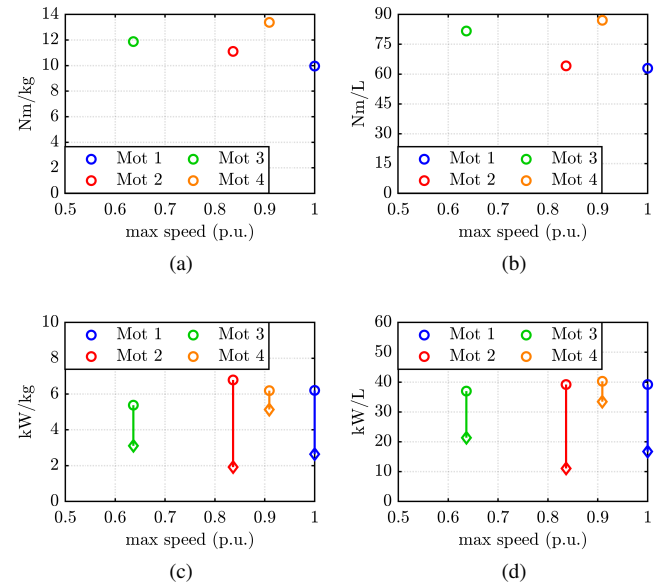 14
12
10
8
6
4
2
0
Nm/kg
Mot 1 Mot 3
Mot 2 Mot 4
0.5 0.6 0.7 0.8 0.9 1
max speed (p.u.)
(a)
90
75
60
45
30
15
0
Nm/L
Mot 1 Mot 3
Mot 2 Mot 4
0.5 0.6 0.7 0.8 0.9 1
max speed (p.u.)
(b)
10
8
6
4
2
0
kW/kg
Mot 1 Mot 3
Mot 2 Mot 4
0.5 0.6 0.7 0.8 0.9 1
max speed (p.u.)
(c)
60
50
40
30
20
10
0
kW/L
Mot 1 Mot 3
Mot 2 Mot 4
0.5 0.6 0.7 0.8 0.9 1
max speed (p.u.)
(d)